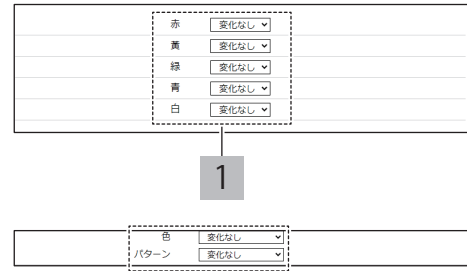 赤 変化なし
黄 変化なし
緑 変化なし
青 変化なし
白 変化なし
1
色 変化なし
パターン 変化なし